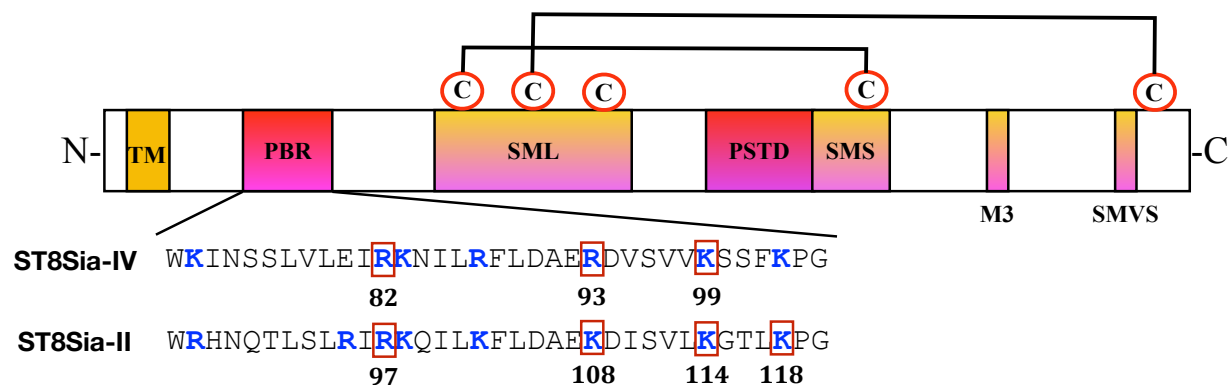 C C C C C
N- TM PBR SML PSTD SMS -C
M3 SMVS
ST8Sia-IV WKINSSLVLEIRKNILRFLDAERDVSVVKSSFKPG
82 93 99
ST8Sia-II WRHNQTLSLRIRKQILKFLDAEKDISVLKGTLKPG
97 108 114 118